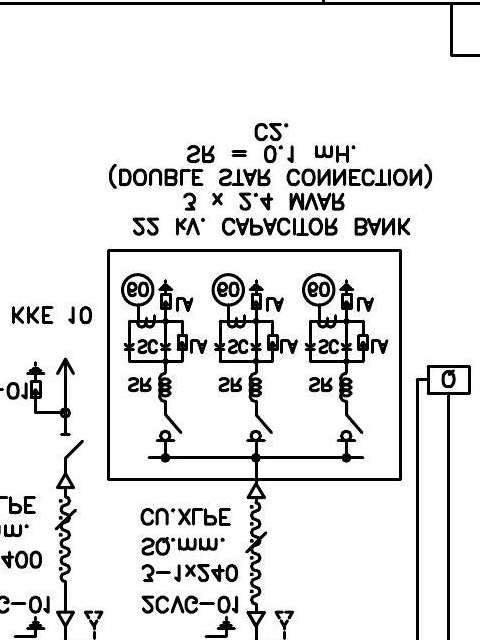 2CVG-01
3-1x240
SQ.mm.
CU.XLPE
G-01
400
mm.
LPE
-01
KKE 10
Q
SR
SR
SR
SC
LA
SC
LA
SC
LA
LA
LA
LA
60
60
60
22 kV. CAPACITOR BANK
3 x 2.4 MVAR
(DOUBLE STAR CONNECTION)
SR = 0.1 mH.
C2.